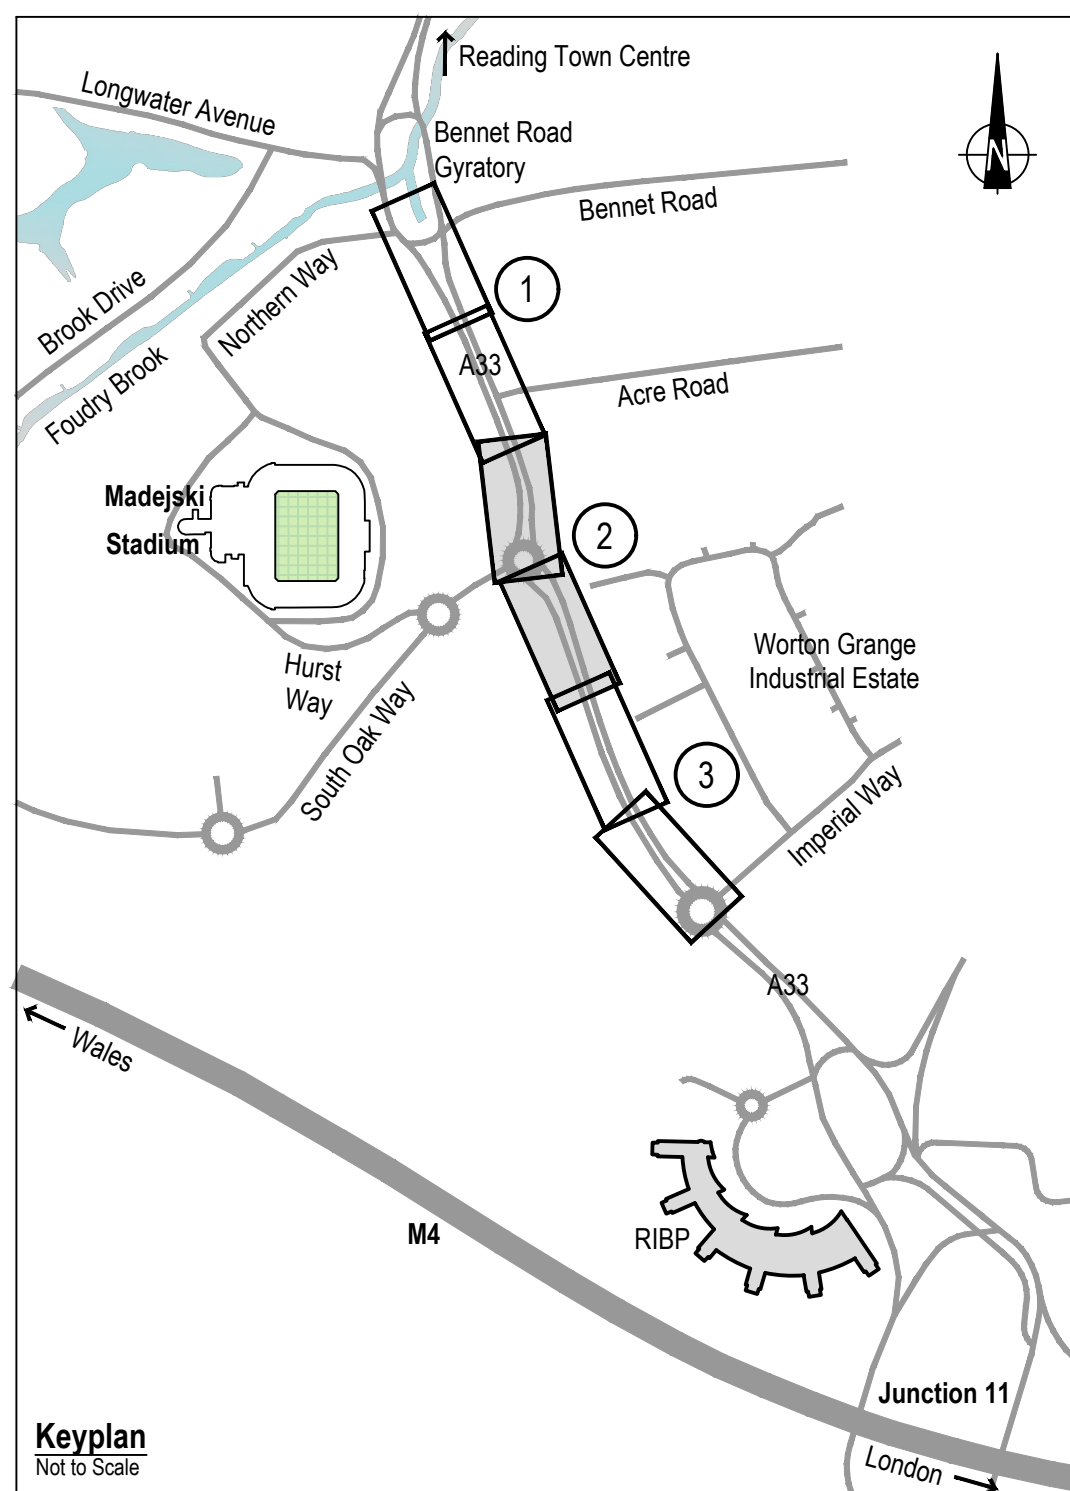 Reading Town Centre
Longwater Avenue
Bennet Road
Gyratory
N
Bennet Road
Northern Way
Brook Drive
Foudry Brook
1
A33
Acre Road
Madejski
Stadium
2
Worton Grange
Industrial Estate
Hurst
Way
South Oak Way
3
Imperial Way
A33
Wales
M4
RIBP
Junction 11
London
Keyplan
Not to Scale